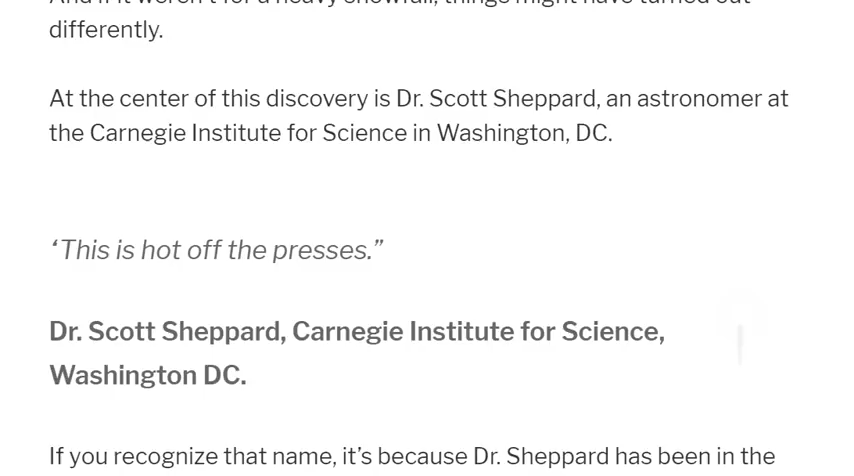 differently.
At the center of this discovery is Dr. Scott Sheppard, an astronomer at
the Carnegie Institute for Science in Washington, DC.
‘This is hot off the presses.”
Dr. Scott Sheppard, Carnegie Institute for Science,
Washington DC.
If you recognize that name, it’s because Dr. Sheppard has been in the